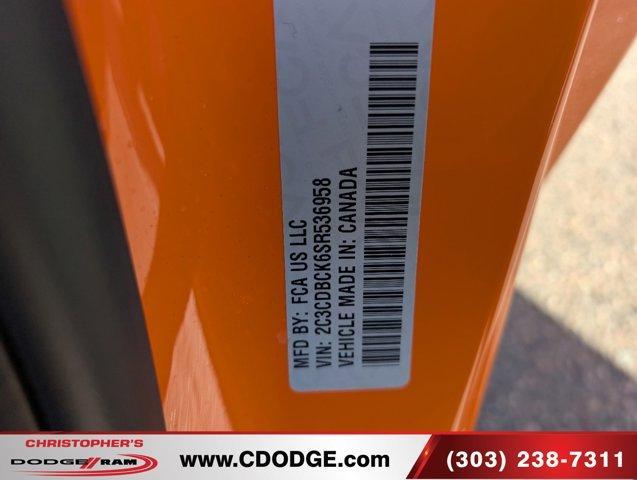 MFD BY: FCA US LLC
VIN: 2C3CDBCK6SR536958
VEHICLE MADE IN: CANADA
CHRISTOPHER'S
DODGE//RAM
www.CDODGE.com
(303) 238-7311